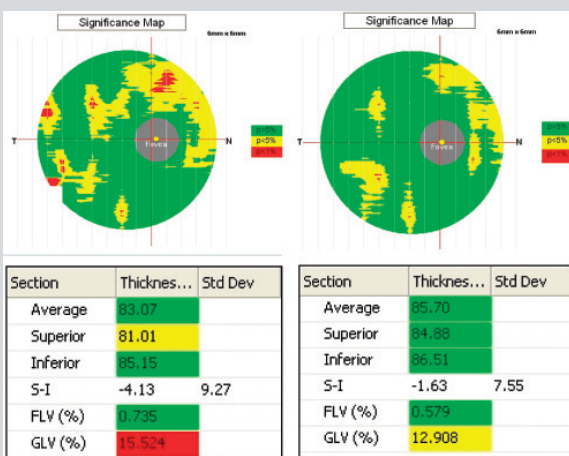 Significance Map
6mm x 6mm
T
Fovea
N
p>5%
p<5%
p<1%
Section Thicknes... Std Dev
Average 83.07
Superior 81.01
Inferior 85.15
S-I -4.13 9.27
FLV (%) 0.735
GLV (%) 15.524
Significance Map
6mm x 6mm
T
Fovea
N
p>5%
p<5%
p<1%
Section Thicknes... Std Dev
Average 85.70
Superior 84.88
Inferior 86.51
S-I -1.63 7.55
FLV (%) 0.579
GLV (%) 12.908